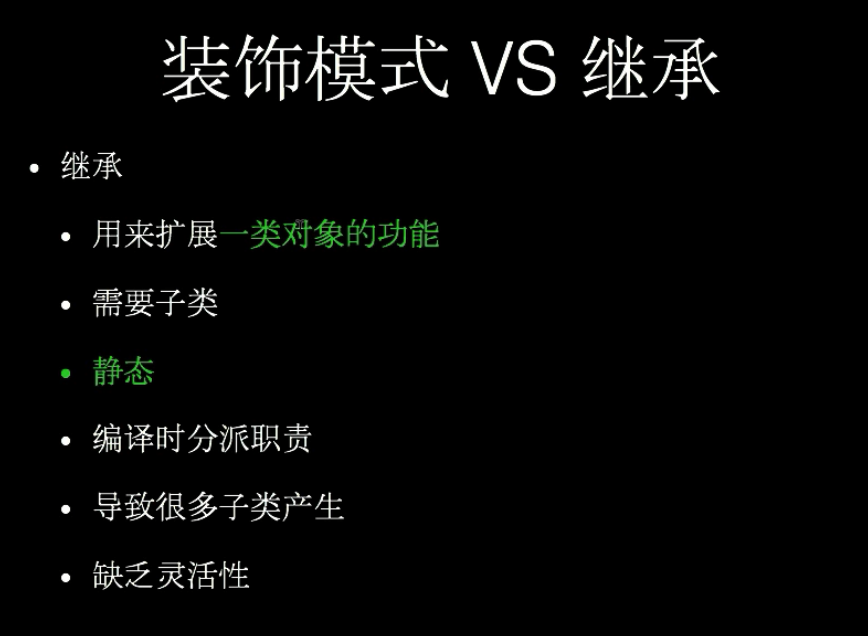 装饰模式 VS 继承
• 继承
• 用来扩展一类对象的功能
• 需要子类
• 静态
• 编译时分派职责
• 导致很多子类产生
• 缺乏灵活性